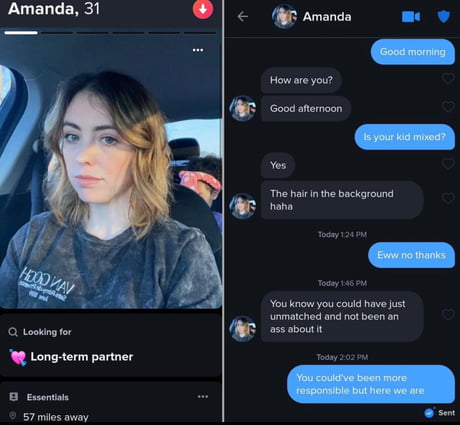 Amanda, 31
Looking for
Long-term partner
Essentials
57 miles away
Amanda
Good morning
How are you?
Good afternoon
Is your kid mixed?
Yes
The hair in the background
haha
Today 1:24 PM
Eww no thanks
Today 1:46 PM
You know you could have just
unmatched and not been an
ass about it
Today 2:02 PM
You could've been more
responsible but here we are
Sent